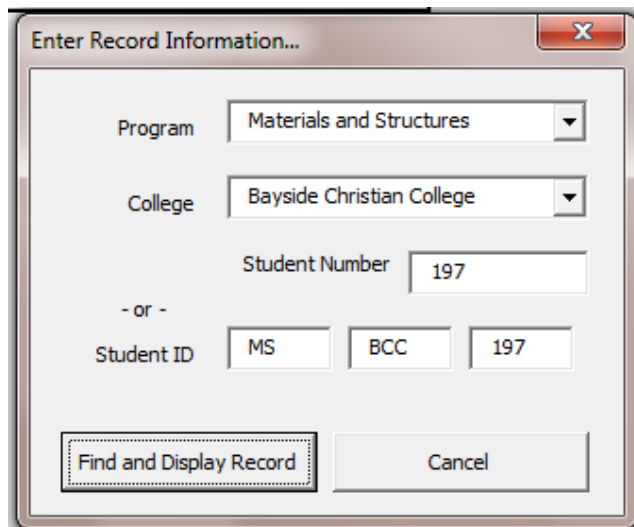 Enter Record Information...
Program Materials and Structures
College Bayside Christian College
Student Number 197
- or -
Student ID MS BCC 197
Find and Display Record Cancel